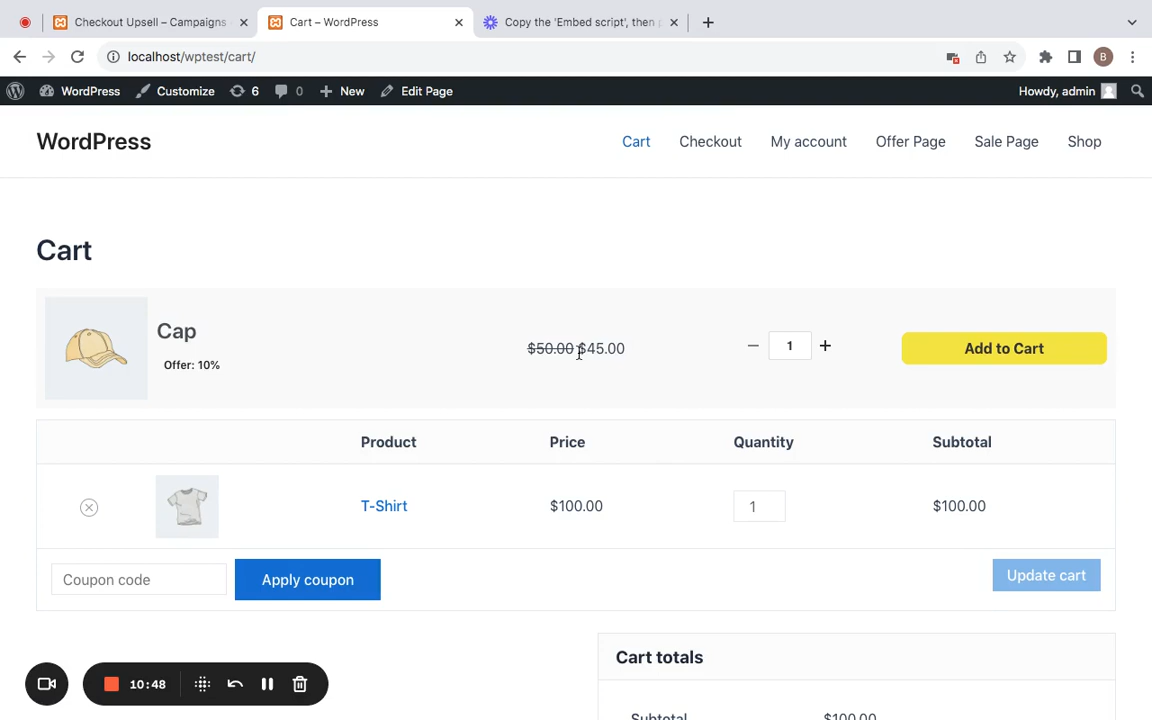 Checkout Upsell – Campaigns
Cart – WordPress
Copy the 'Embed script', then
localhost/wptest/cart/
B
WordPress
Customize
6
0
New
Edit Page
Howdy, admin
WordPress
Cart
Checkout
My account
Offer Page
Sale Page
Shop
Cart
Cap
Offer: 10%
$50.00 $45.00
1
Add to Cart
Product
Price
Quantity
Subtotal
T-Shirt
$100.00
1
$100.00
Coupon code
Apply coupon
Update cart
Cart totals
10:48
Subtotal
$100.00